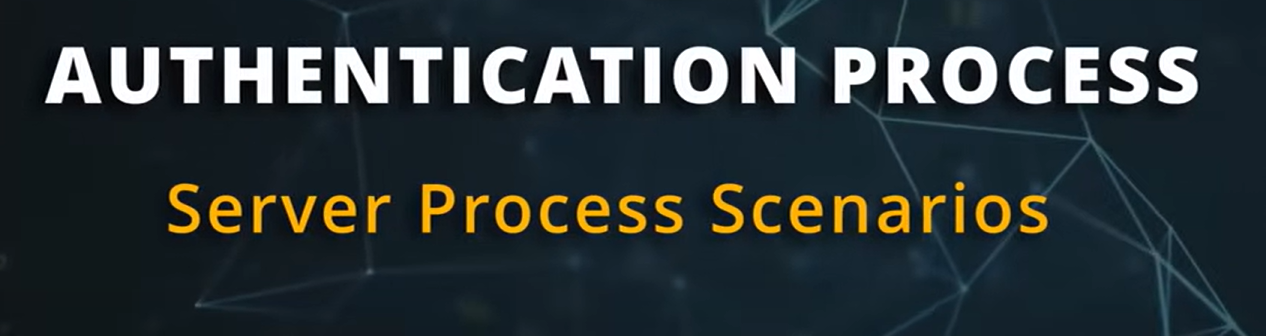 AUTHENTICATION PROCESS
Server Process Scenarios